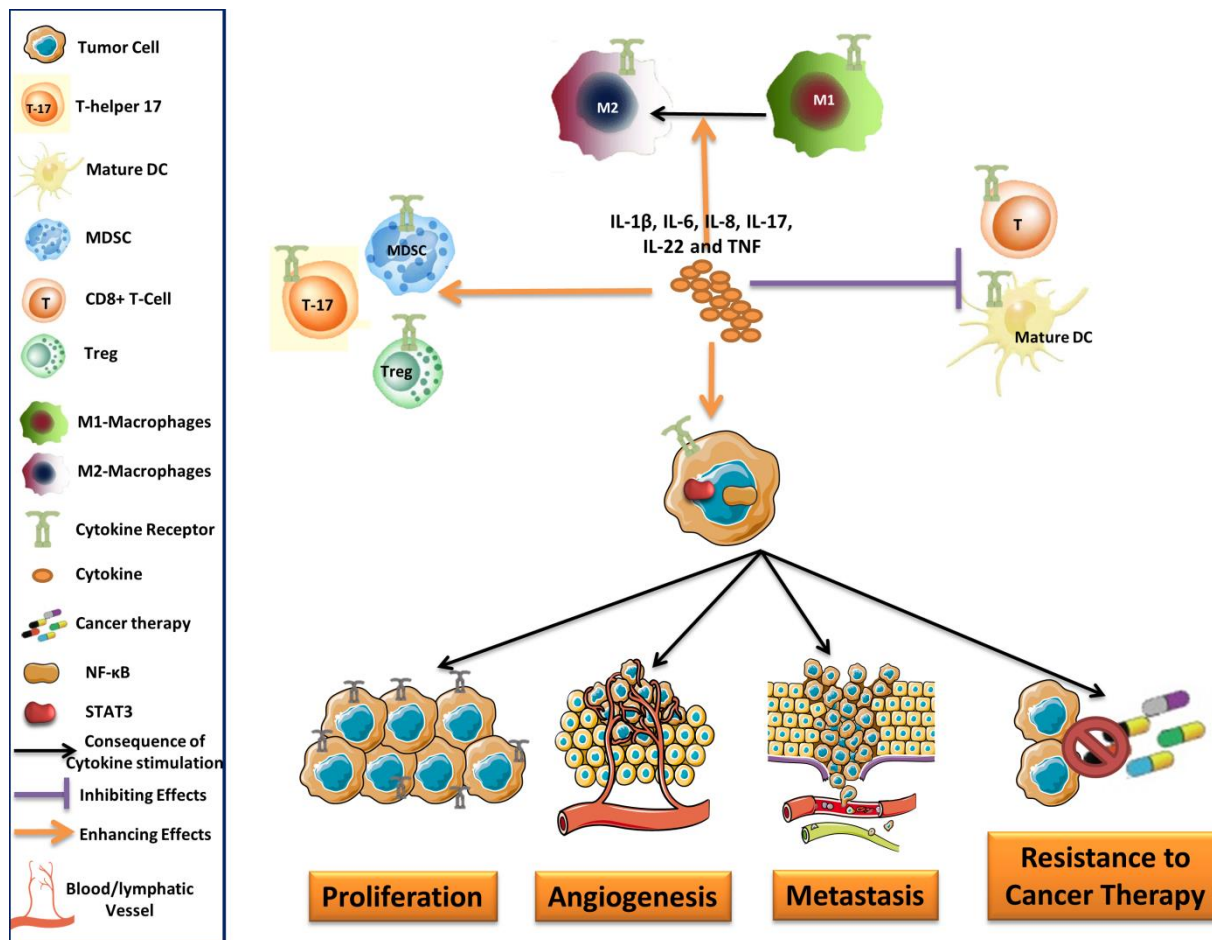 Tumor Cell
T-17
T-helper 17
Mature DC
MDSC
T
CD8+ T-Cell
Treg
M1-Macrophages
M2-Macrophages
Cytokine Receptor
Cytokine
Cancer therapy
NF-κB
STAT3
Consequence of
Cytokine stimulation
Inhibiting Effects
Enhancing Effects
Blood/lymphatic
Vessel
M2
M1
IL-1β, IL-6, IL-8, IL-17,
IL-22 and TNF
MDSC
T-17
Treg
T
Mature DC
Proliferation
Angiogenesis
Metastasis
Resistance to
Cancer Therapy